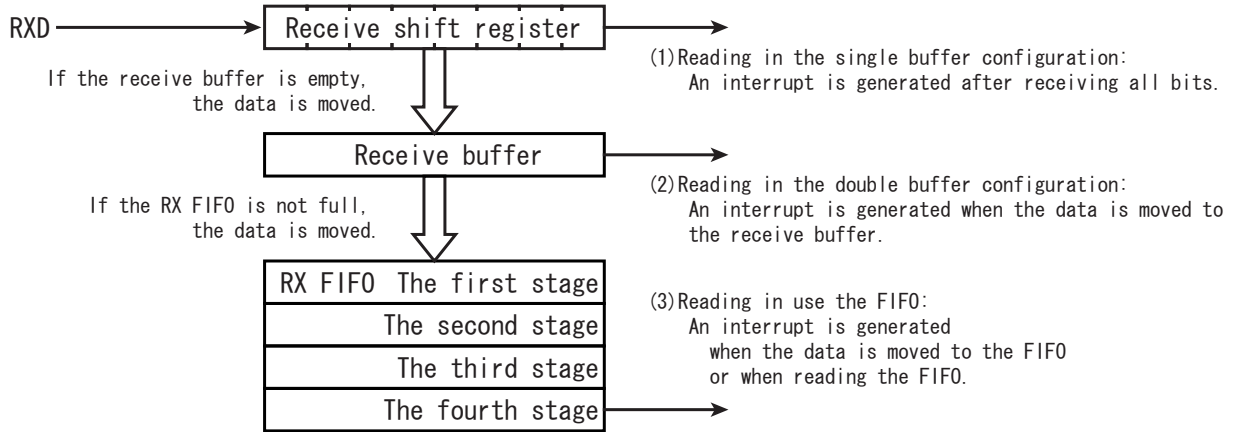 RXD
Receive shift register
If the receive buffer is empty,
the data is moved.
(1)Reading in the single buffer configuration:
An interrupt is generated after receiving all bits.
Receive buffer
If the RX FIFO is not full,
the data is moved.
(2)Reading in the double buffer configuration:
An interrupt is generated when the data is moved to
the receive buffer.
RX FIFO The first stage
The second stage
The third stage
The fourth stage
(3)Reading in use the FIFO:
An interrupt is generated
when the data is moved to the FIFO
or when reading the FIFO.